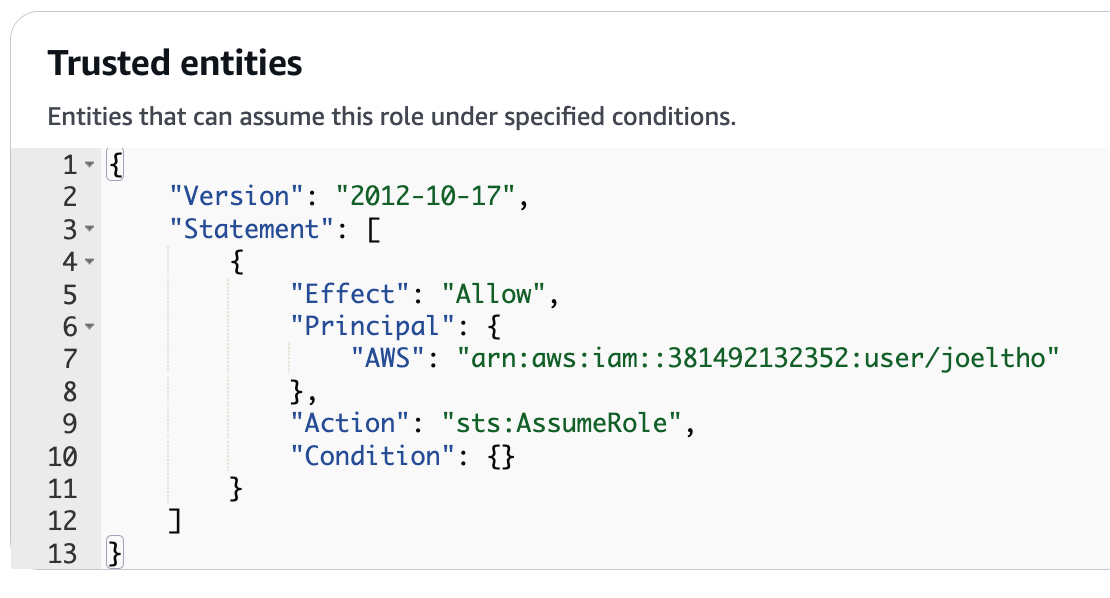 Trusted entities
Entities that can assume this role under specified conditions.
1 {
2     "Version": "2012-10-17",
3     "Statement": [
4         {
5             "Effect": "Allow",
6             "Principal": {
7                 "AWS": "arn:aws:iam::381492132352:user/joeltho"
8             },
9             "Action": "sts:AssumeRole",
10             "Condition": {}
11         }
12     ]
13 }